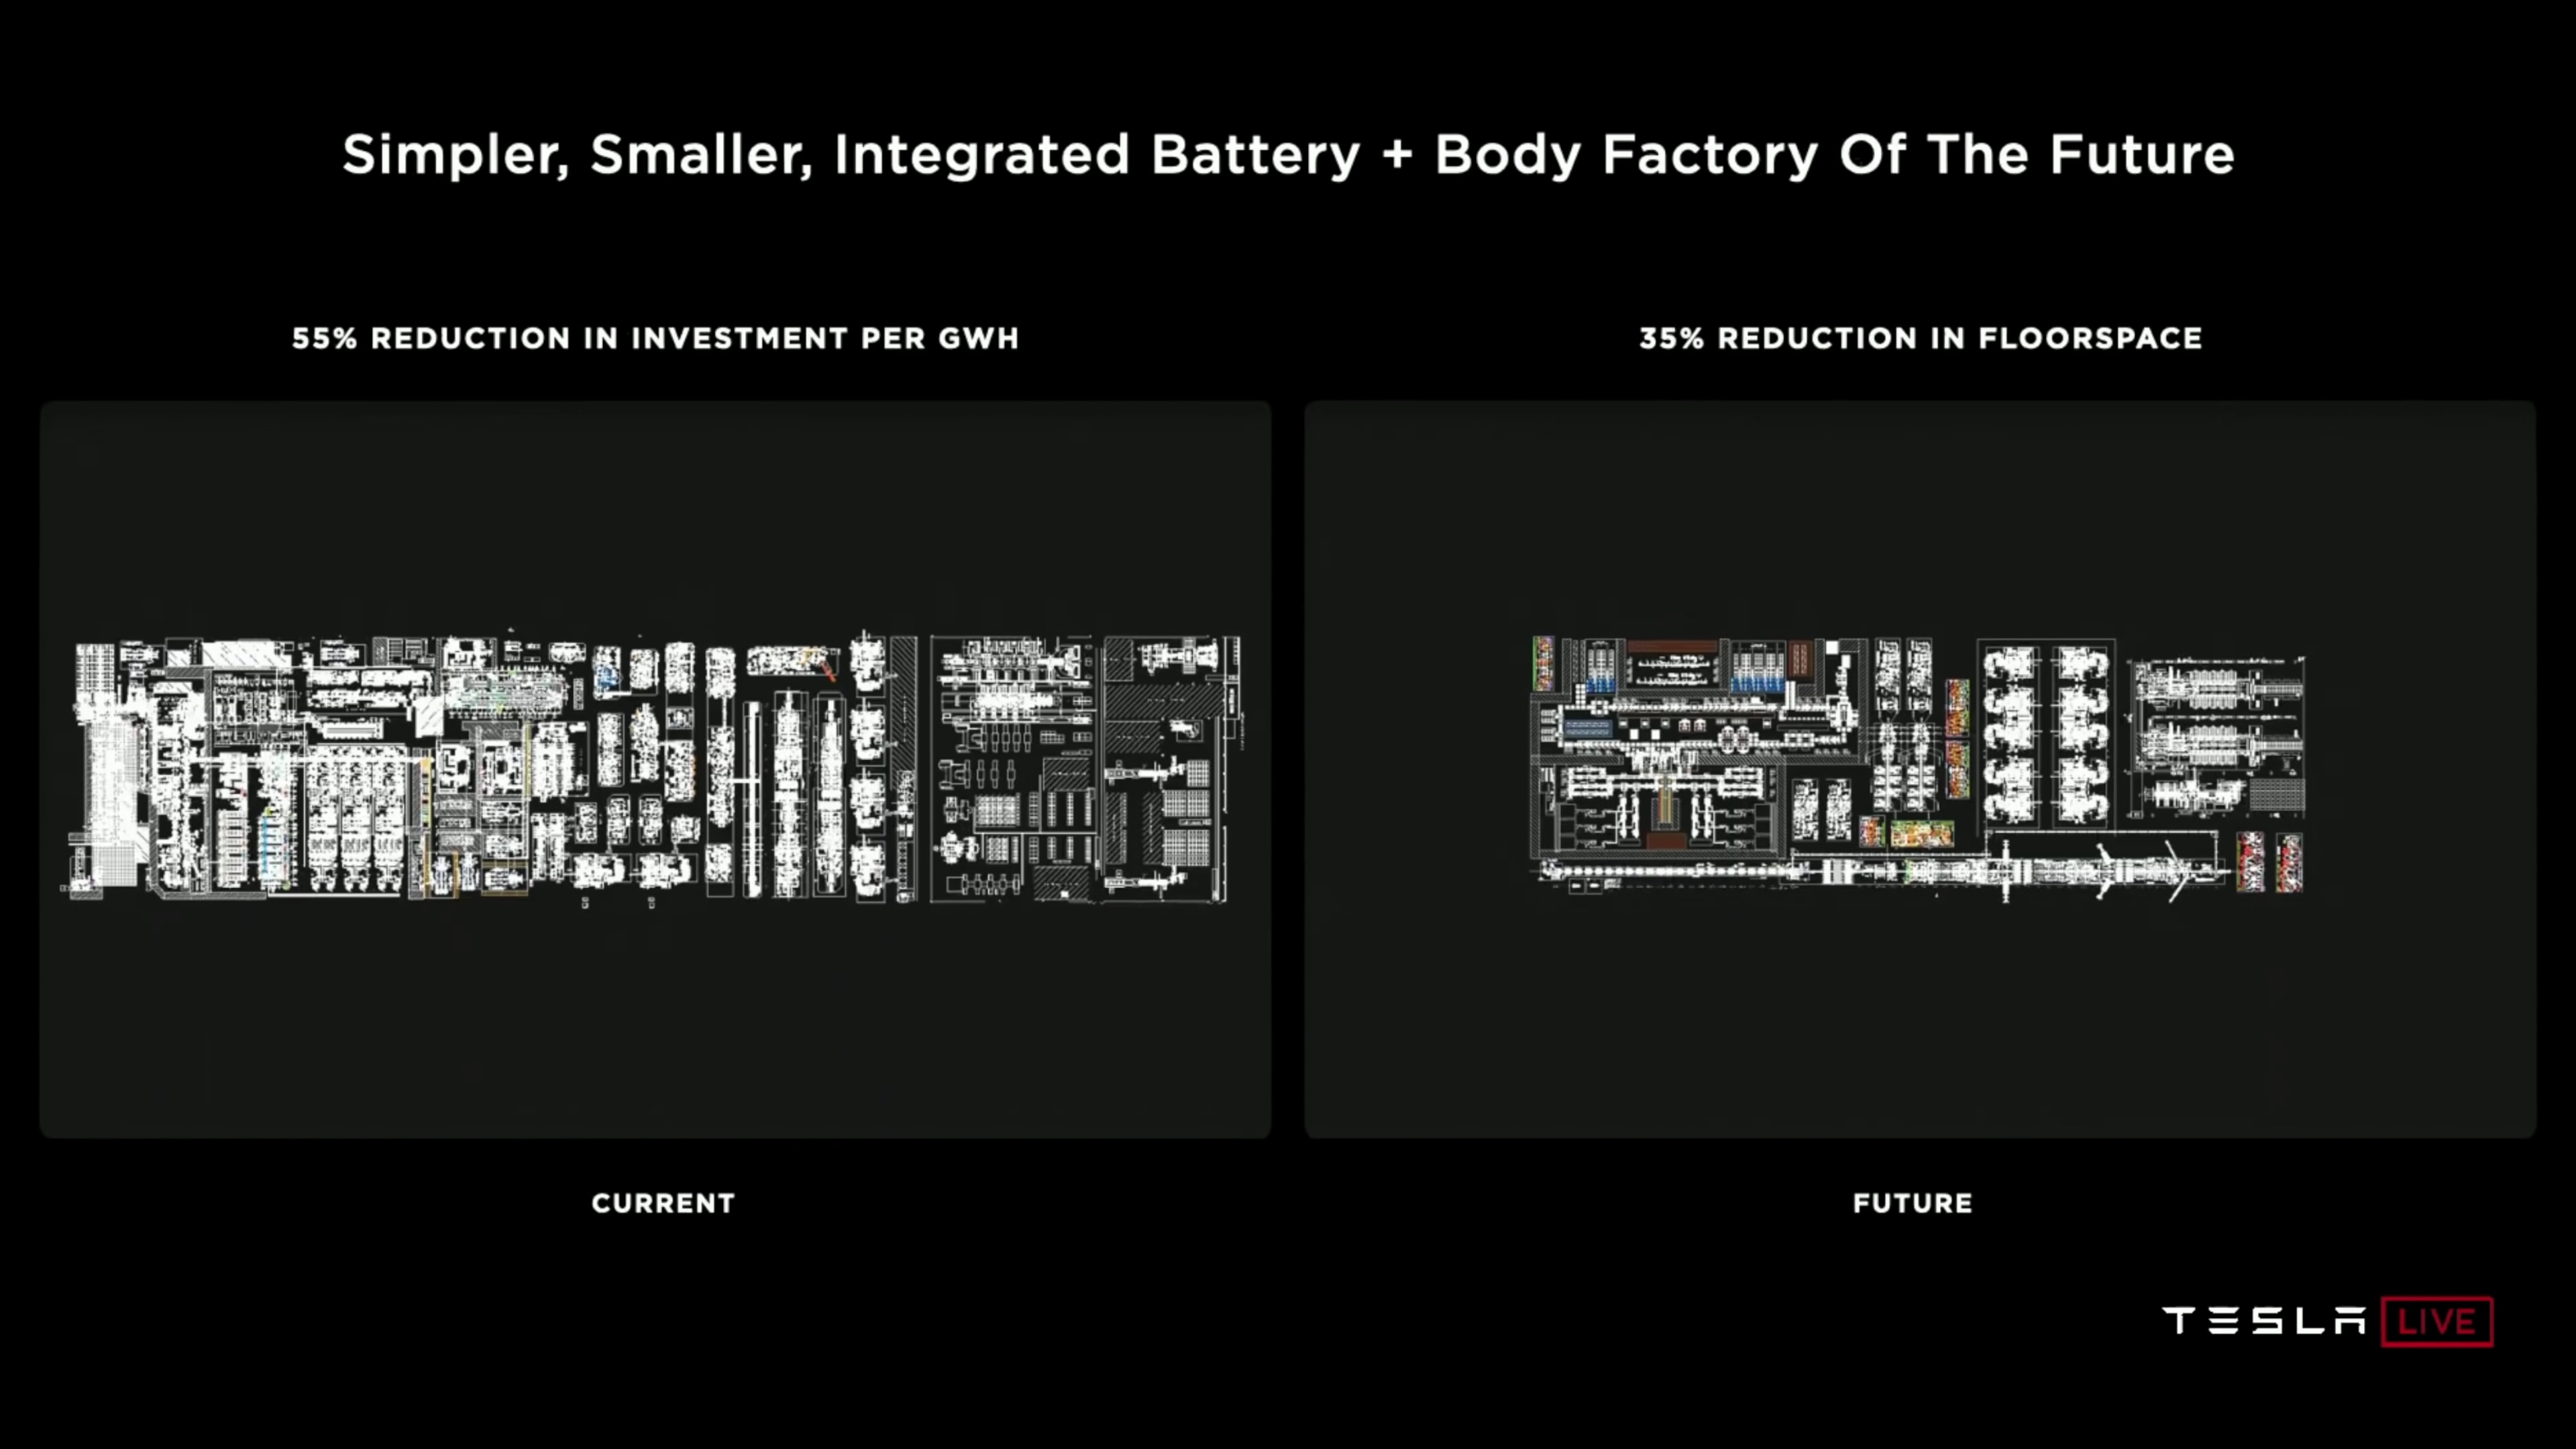 Simpler, Smaller, Integrated Battery + Body Factory Of The Future
55% REDUCTION IN INVESTMENT PER GWH
35% REDUCTION IN FLOORSPACE
CURRENT
FUTURE
TESLA LIVE